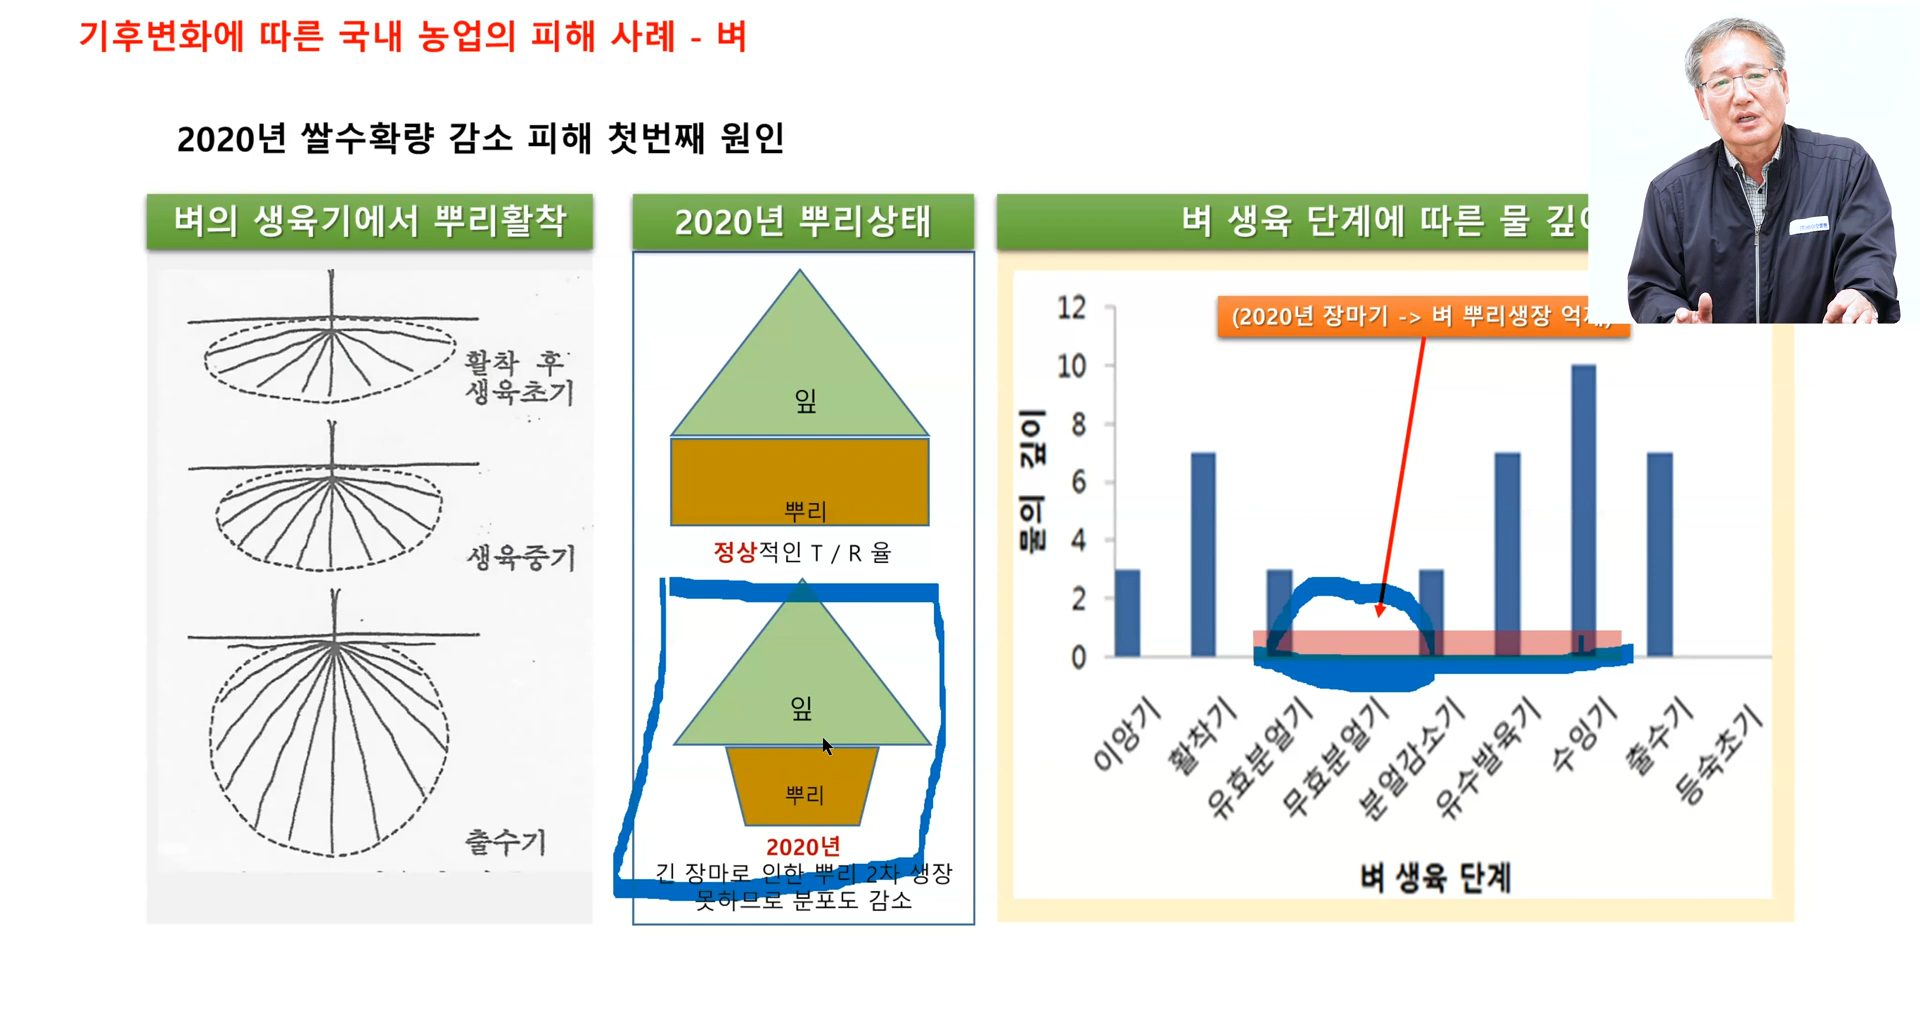 기후변화에 따른 국내 농업의 피해 사례 - 벼
2020년 쌀수확량 감소 피해 첫번째 원인
벼의 생육기에서 뿌리활착
활착 후
생육초기
생육중기
출수기
2020년 뿌리상태
잎
뿌리
정상적인 T / R 율
잎
뿌리
2020년
긴 장마로 인한 뿌리 2차 생장
못하므로 분포도 감소
벼 생육 단계에 따른 물
(2020년 장마기 -> 벼 뿌리생장
물의 깊이
12
10
8
6
4
2
0
이앙기
활착기
유효분얼기
무효분얼기
분얼감소기
유수발육기
수잉기
출수기
등숙초기
벼 생육 단계